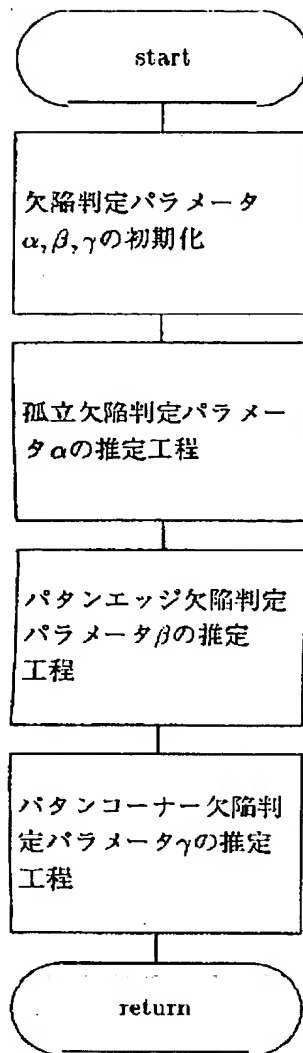 start
欠陥判定パラメータ
α,β,γの初期化
孤立欠陥判定パラメー
タαの推定工程
パタンエッジ欠陥判定
パラメータβの推定
工程
パタンコーナー欠陥判
定パラメータγの推定
工程
return